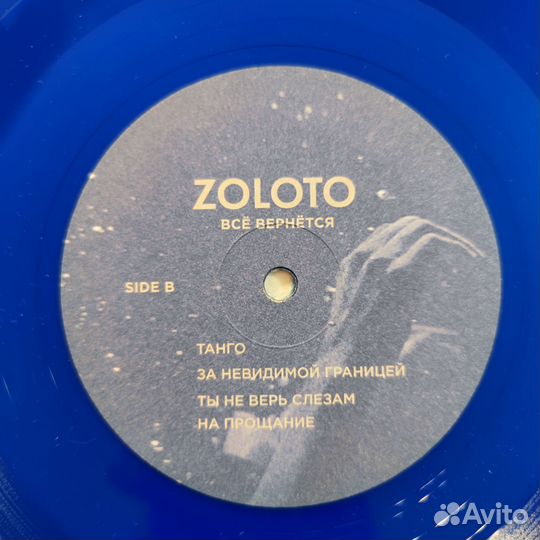 ZOLOTO
ВСЁ ВЕРНЁТСЯ
SIDE B
ТАНГО
ЗА НЕВИДИМОЙ ГРАНИЦЕЙ
ТЫ НЕ ВЕРЬ СЛЕЗАМ
НА ПРОЩАНИЕ
Avito